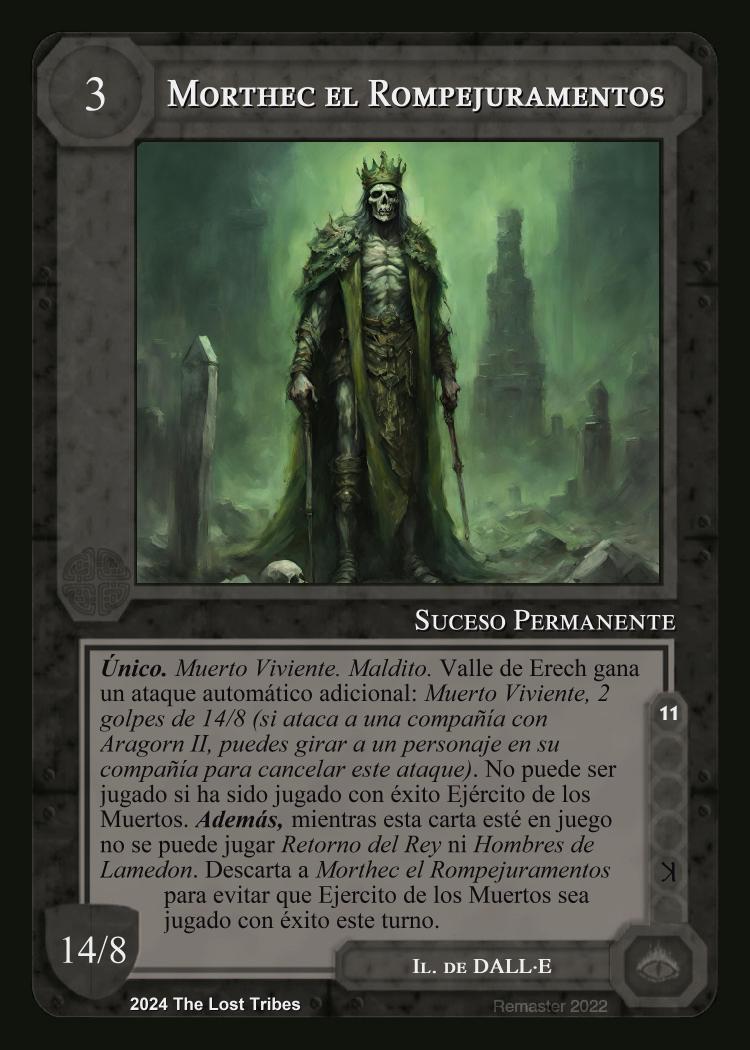 3
Morthec el Rompejuramentos
Suceso Permanente
Único. Muerto Viviente. Maldito. Valle de Erech gana
un ataque automático adicional: Muerto Viviente, 2
golpes de 14/8 (si ataca a una compañía con
Aragorn II, puedes girar a un personaje en su
compañía para cancelar este ataque). No puede ser
jugado si ha sido jugado con éxito Ejército de los
Muertos. Además, mientras esta carta esté en juego
no se puede jugar Retorno del Rey ni Hombres de
Lamedon. Descarta a Morthec el Rompejuramentos
para evitar que Ejercito de los Muertos sea
jugado con éxito este turno.
11
14/8
Il. de DALL·E
2024 The Lost Tribes
Remaster 2022